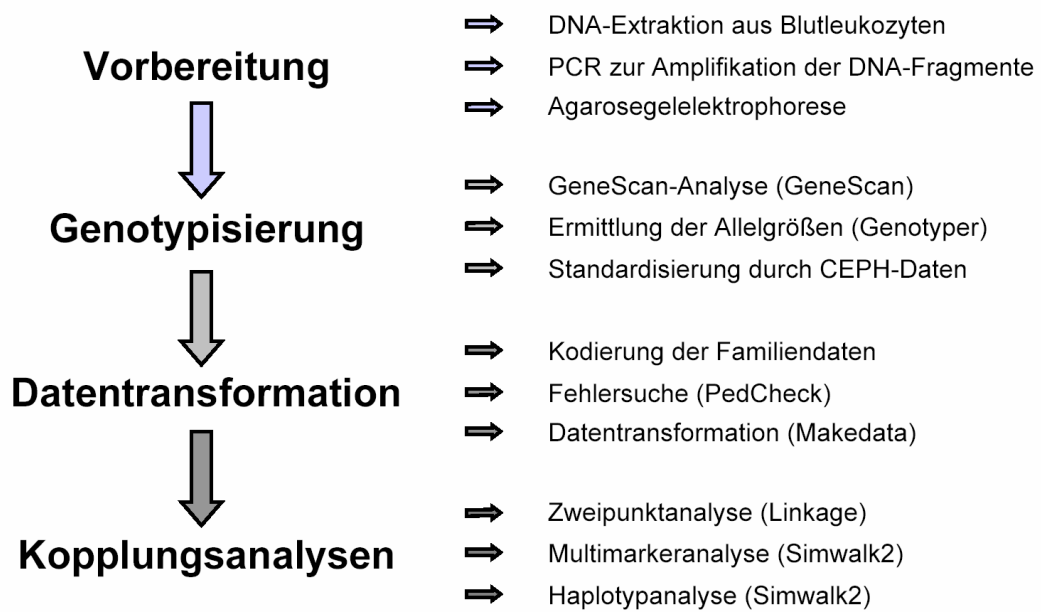 Vorbereitung
DNA-Extraktion aus Blutleukozyten
PCR zur Amplifikation der DNA-Fragmente
Agarosegelelektrophorese
Genotypisierung
GeneScan-Analyse (GeneScan)
Ermittlung der Allelgrößen (Genotyper)
Standardisierung durch CEPH-Daten
Datentransformation
Kodierung der Familiendaten
Fehlersuche (PedCheck)
Datentransformation (Makedata)
Kopplungsanalysen
Zweipunktanalyse (Linkage)
Multimarkeranalyse (Simwalk2)
Haplotypanalyse (Simwalk2)